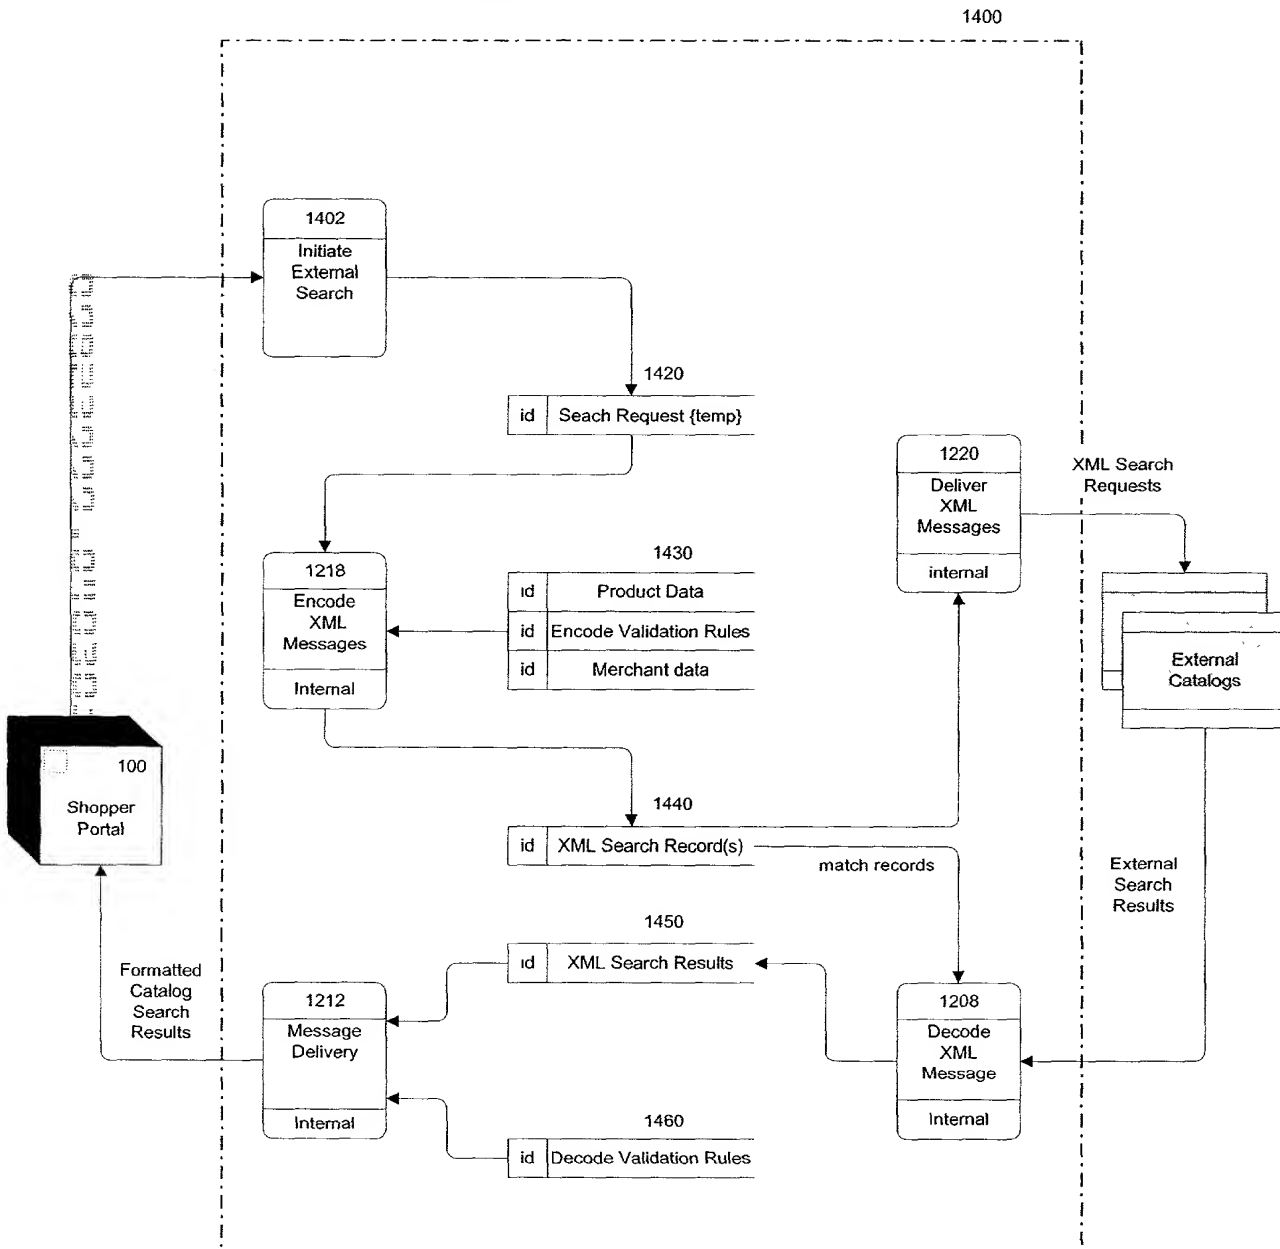 1400
1402
Initiate
External
Search
1420
id Seach Request {temp}
1220
Deliver
XML
Messages
internal
XML Search
Requests
1218
Encode
XML
Messages
Internal
1430
id Product Data
id Encode Validation Rules
id Merchant data
External
Catalogs
100
Shopper
Portal
1440
id XML Search Record(s)
match records
External
Search
Results
1450
id XML Search Results
Formatted
Catalog
Search
Results
1212
Message
Delivery
Internal
1208
Decode
XML
Message
Internal
1460
id Decode Validation Rules